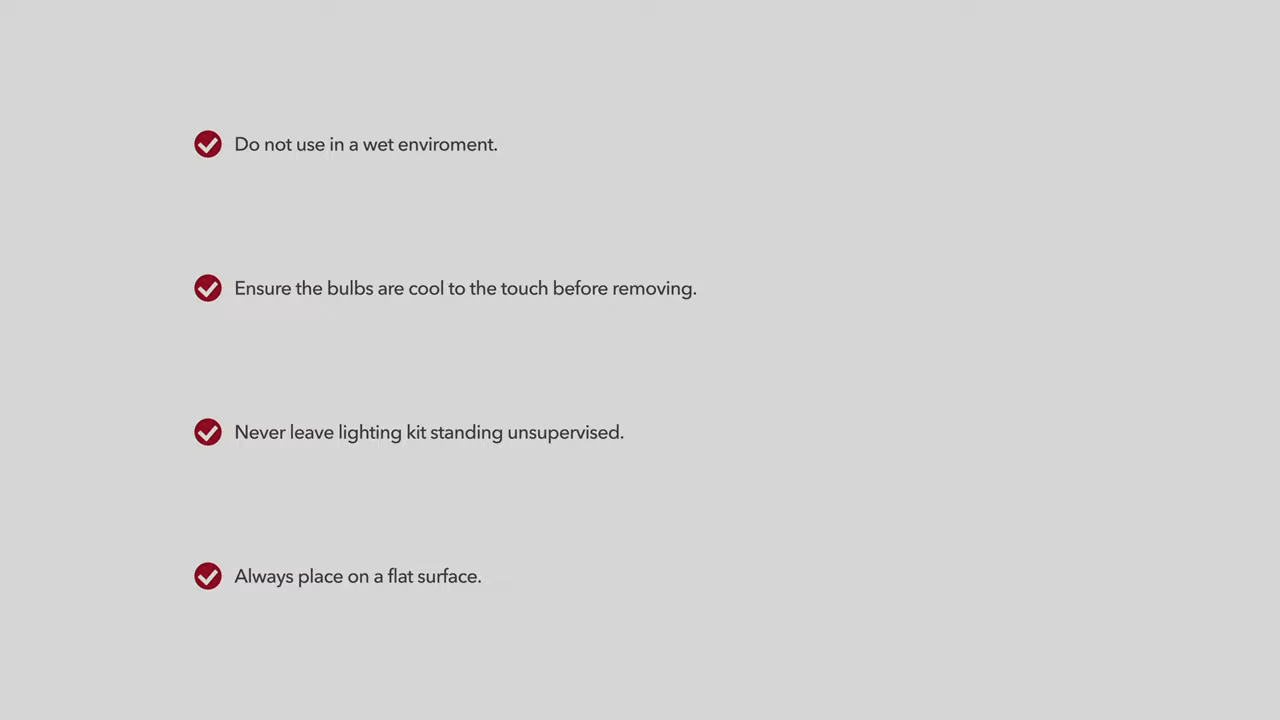 Do not use in a wet enviroment.
Ensure the bulbs are cool to the touch before removing.
Never leave lighting kit standing unsupervised.
Always place on a flat surface.